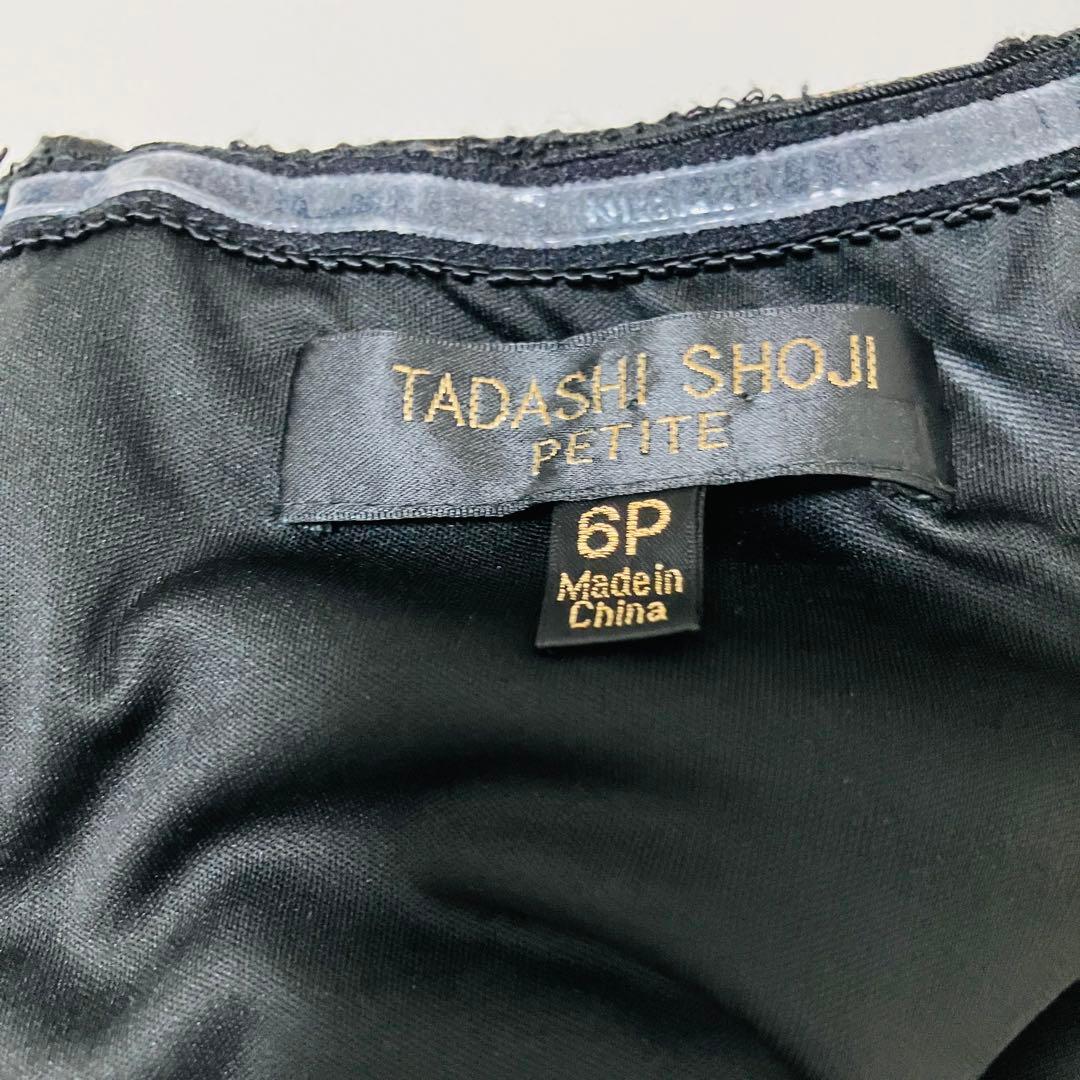 TADASHI SHOJI
PETITE
6P
Made in
China